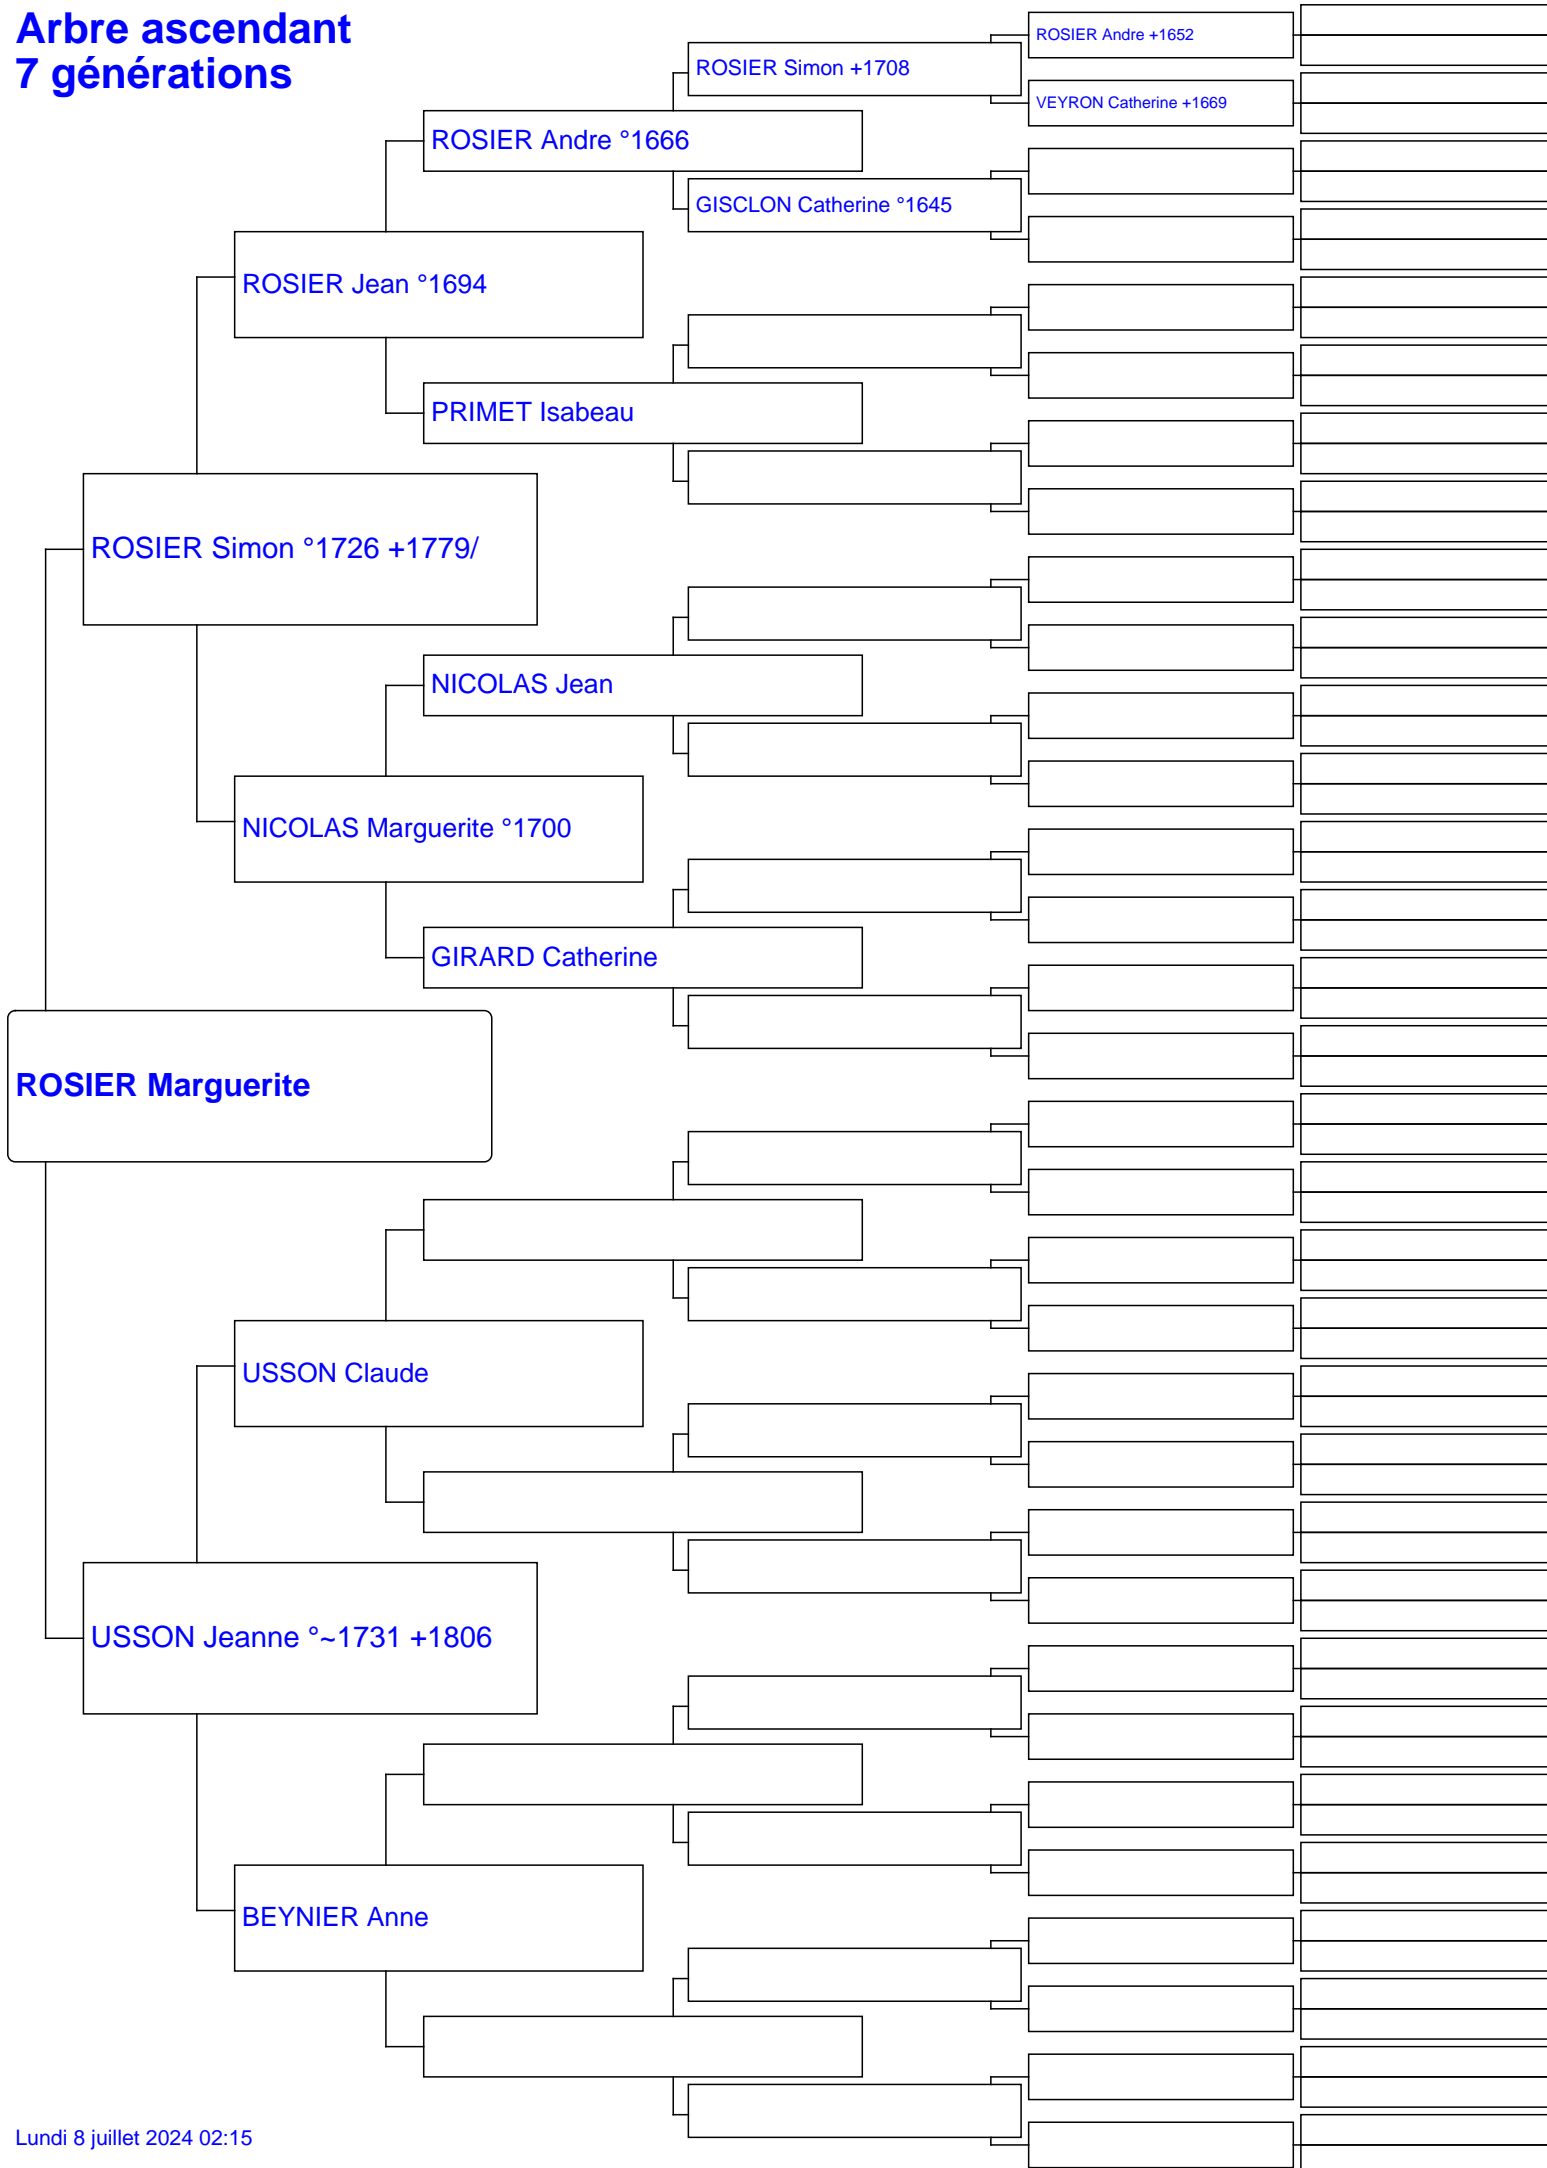 Arbre ascendant
7 générations
ROSIER Andre +1652
ROSIER Simon +1708
VEYRON Catherine +1669
ROSIER Andre °1666
GISCLON Catherine °1645
ROSIER Jean °1694
PRIMET Isabeau
ROSIER Simon °1726 +1779/
NICOLAS Jean
NICOLAS Marguerite °1700
GIRARD Catherine
ROSIER Marguerite
USSON Claude
USSON Jeanne °~1731 +1806
BEYNIER Anne
Lundi 8 juillet 2024 02:15